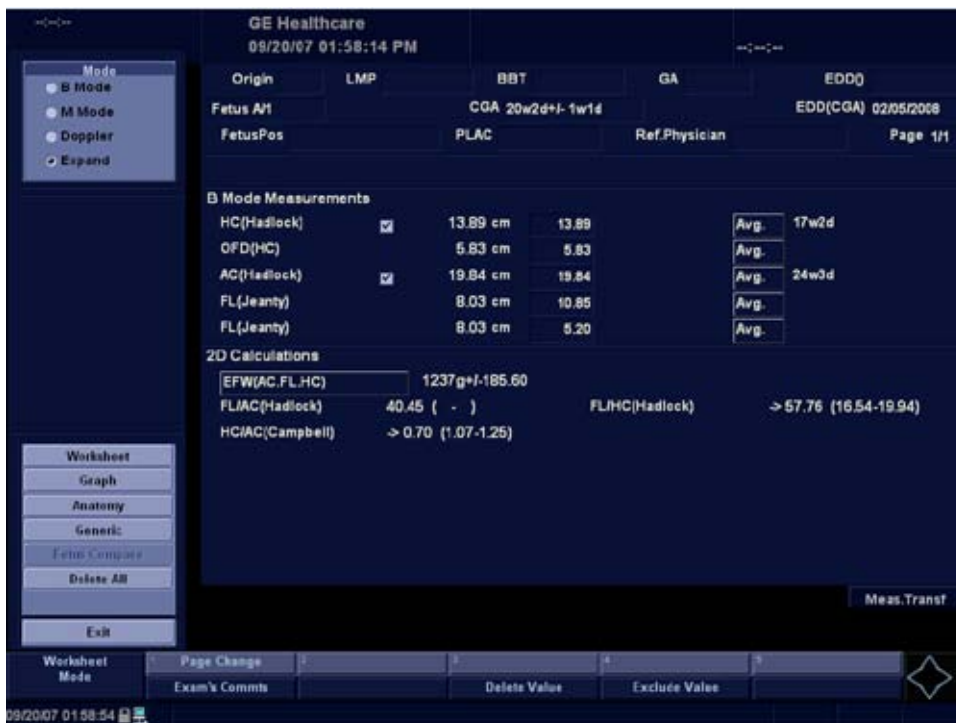 --:--:--
GE Healthcare
09/20/07 01:58:14 PM
--:--:--
Mode
B Mode
M Mode
Doppler
Expand
Origin LMP BBT GA EDD()
Fetus A/1 CGA 20w2d+/- 1w1d EDD(CGA) 02/05/2008
FetusPos PLAC Ref.Physician Page 1/1
B Mode Measurements
HC(Hadlock) 13.89 cm 13.89 Avg. 17w2d
OFD(HC) 5.83 cm 5.83 Avg.
AC(Hadlock) 19.84 cm 19.84 Avg. 24w3d
FL(Jeanty) 8.03 cm 10.85 Avg.
FL(Jeanty) 8.03 cm 5.20 Avg.
2D Calculations
EFW(AC.FL.HC) 1237g+/-185.60
FL/AC(Hadlock) 40.45 ( - ) FL/HC(Hadlock) -> 57.76 (16.54-19.94)
HC/AC(Campbell) -> 0.70 (1.07-1.25)
Worksheet
Graph
Anatomy
Generic
Fetus Compare
Delete All
Exit
Meas.Transf
Worksheet Mode
1 Page Change 2 3 4 5
Exam's Commts Delete Value Exclude Value
09/20/07 01:58:54